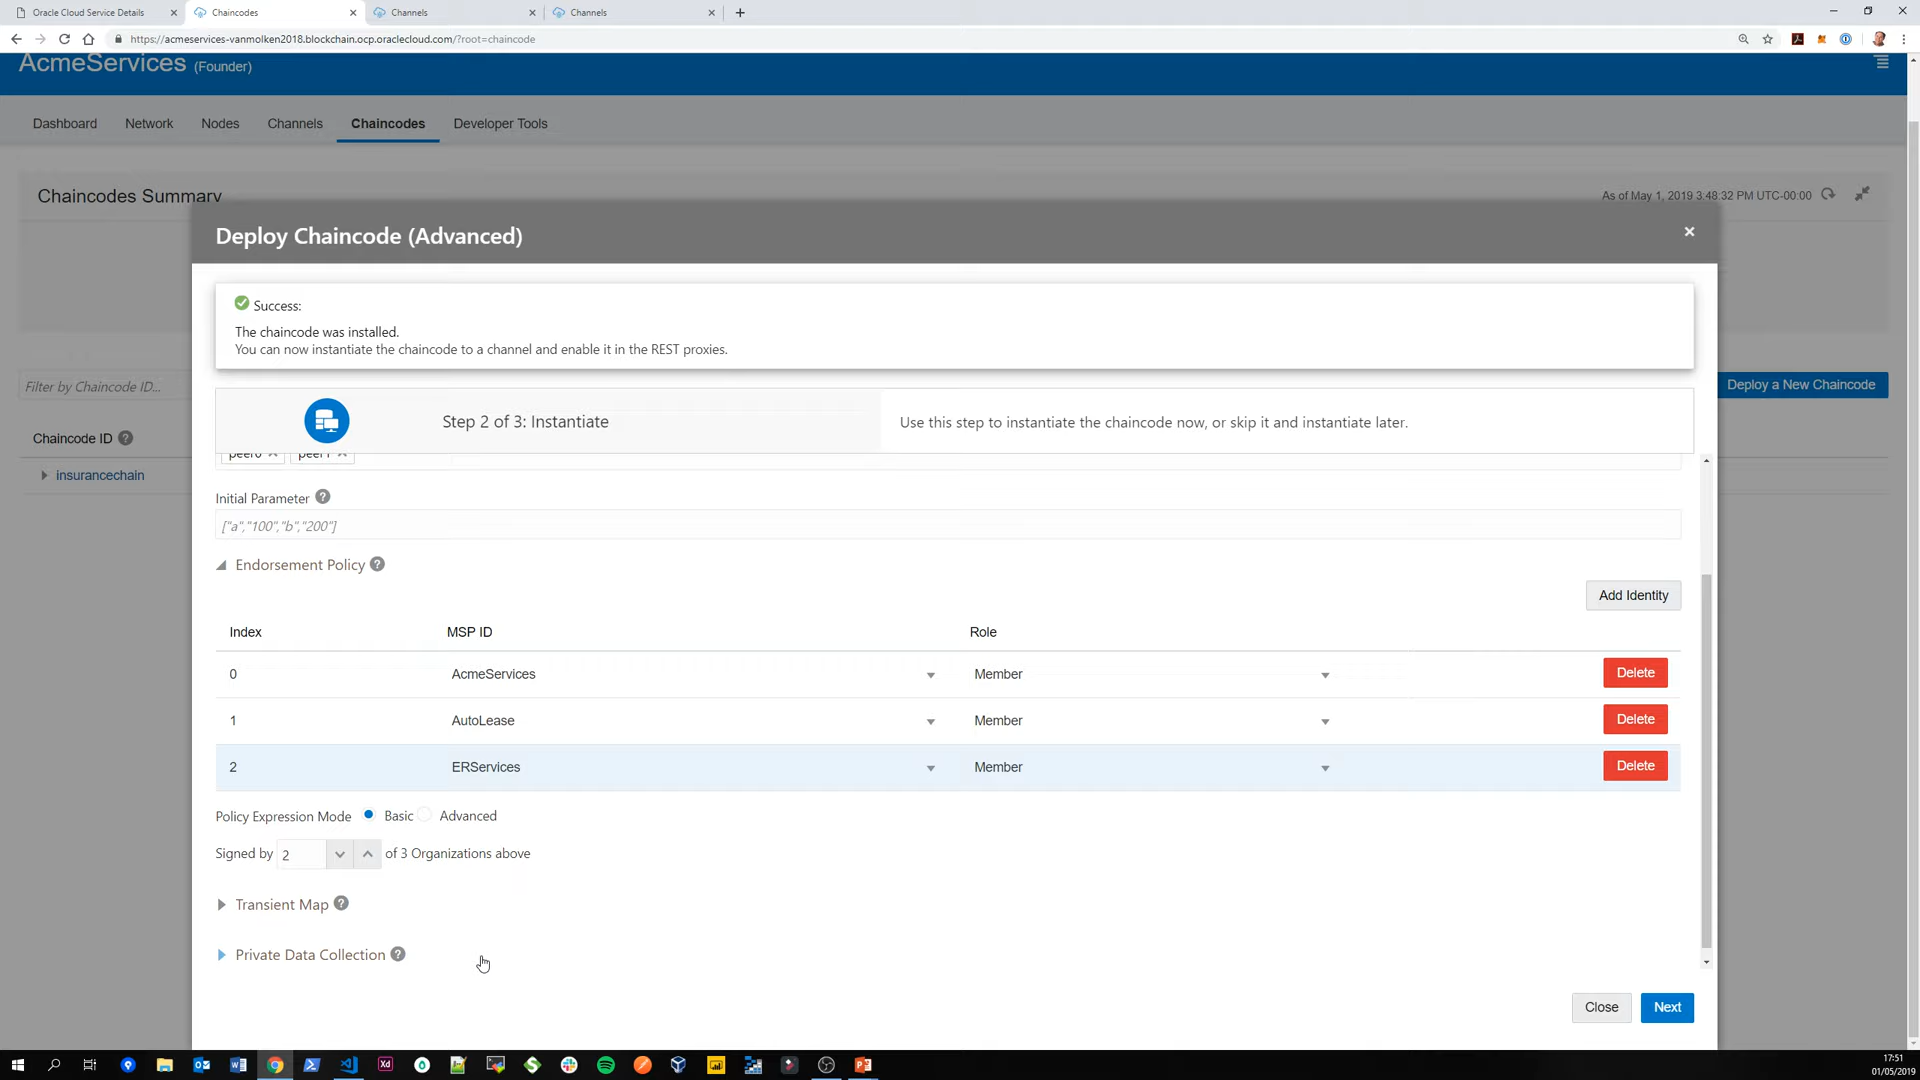 Oracle Cloud Service Details
Chaincodes
Channels
Channels
https://acmeservices-vanmolken2018.blockchain.ocp.oraclecloud.com/?root=chaincode
AcmeServices (Founder)
Dashboard Network Nodes Channels Chaincodes Developer Tools
Chaincodes Summary
As of May 1, 2019 3:48:32 PM UTC-00:00
Deploy Chaincode (Advanced)
Success:
The chaincode was installed.
You can now instantiate the chaincode to a channel and enable it in the REST proxies.
Filter by Chaincode ID...
Deploy a New Chaincode
Step 2 of 3: Instantiate
Use this step to instantiate the chaincode now, or skip it and instantiate later.
Chaincode ID
peer0 peer1
insurancechain
Initial Parameter
["a","100","b","200"]
Endorsement Policy
Add Identity
Index MSP ID Role
0 AcmeServices Member Delete
1 AutoLease Member Delete
2 ERServices Member Delete
Policy Expression Mode Basic Advanced
Signed by 2 of 3 Organizations above
Transient Map
Private Data Collection
Close Next
17:51
01/05/2019